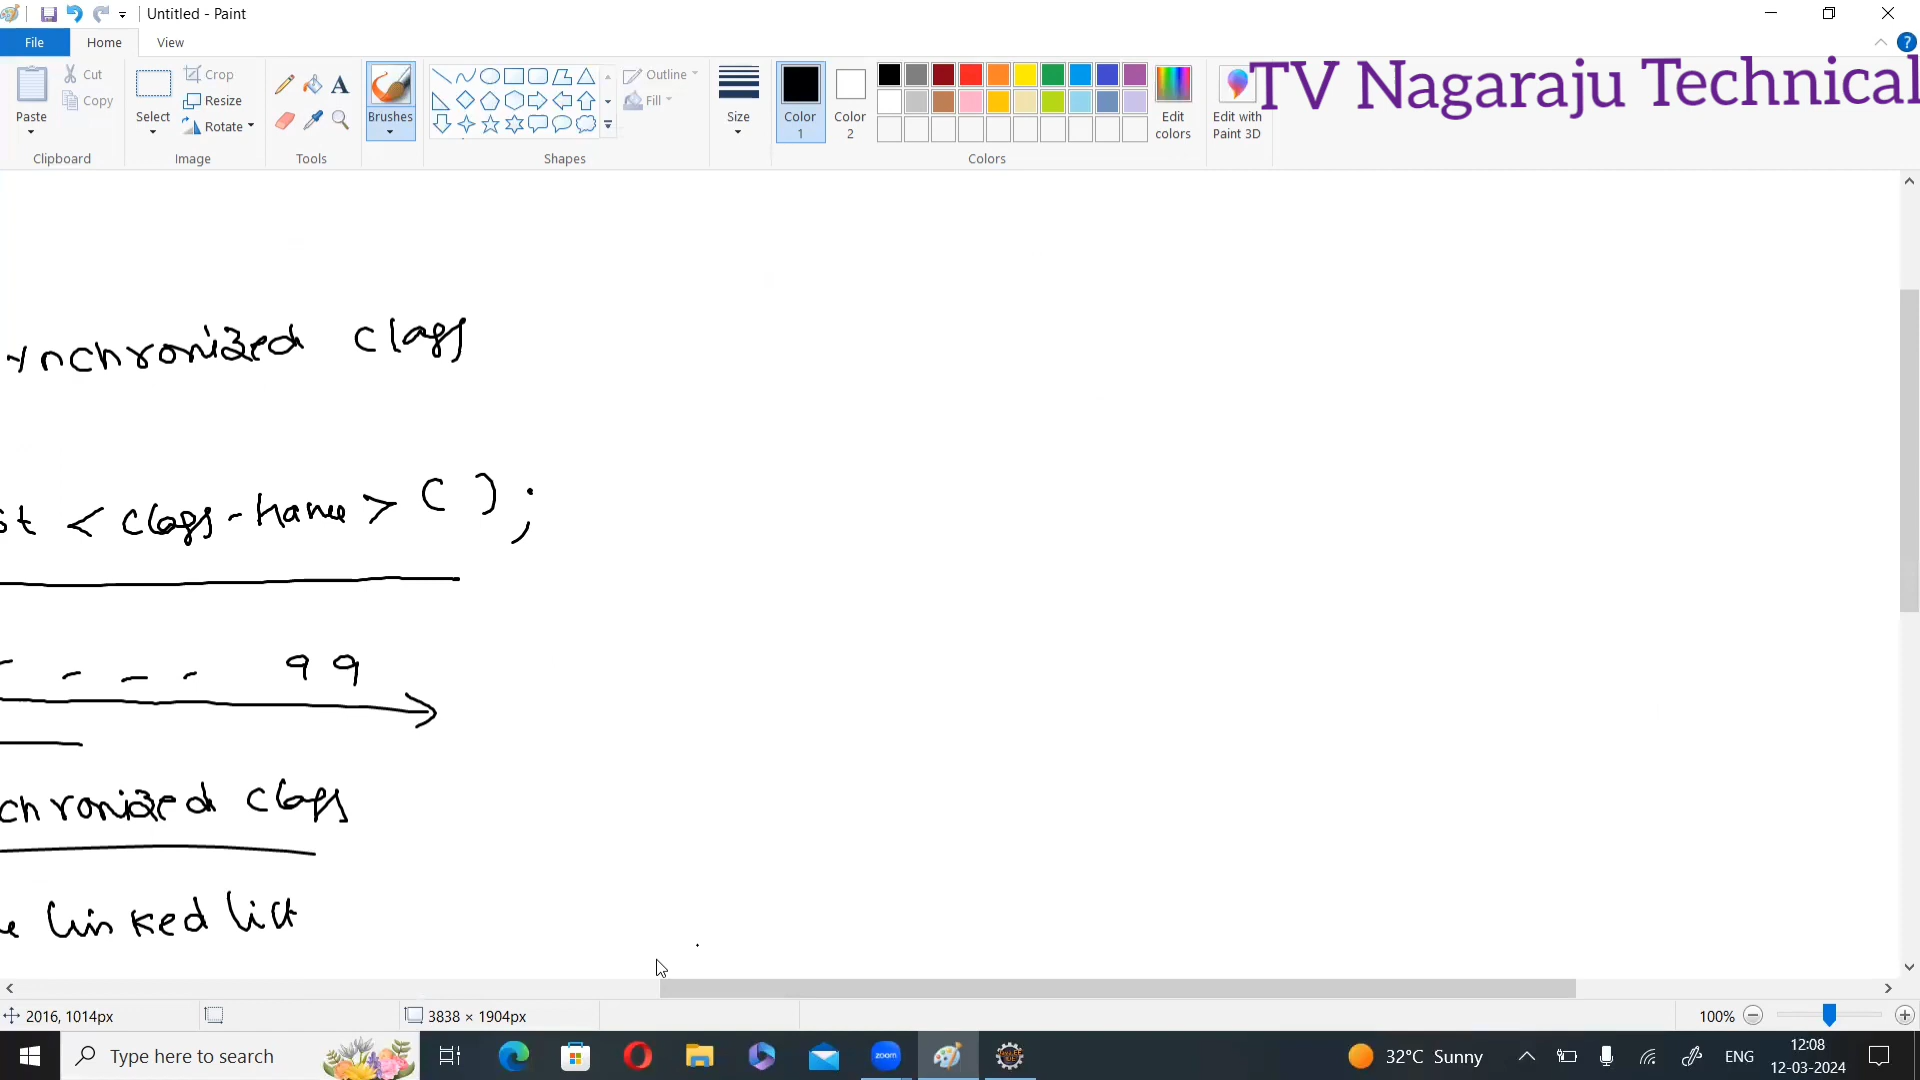 Untitled - Paint
File Home View
TV Nagaraju Technical
Cut
Copy
Paste
Crop
Resize
Rotate
Select
Brushes
Outline
Fill
Size
Color 1
Color 2
Edit colors
Edit with Paint 3D
Clipboard Image Tools Shapes Colors
ynchronized class
st < class-name > ( ) ;
- - - - 99
chronized class
e linked list
2016, 1014px 3838 × 1904px 100%
Type here to search
zoom
32°C Sunny
ENG
12:08
12-03-2024